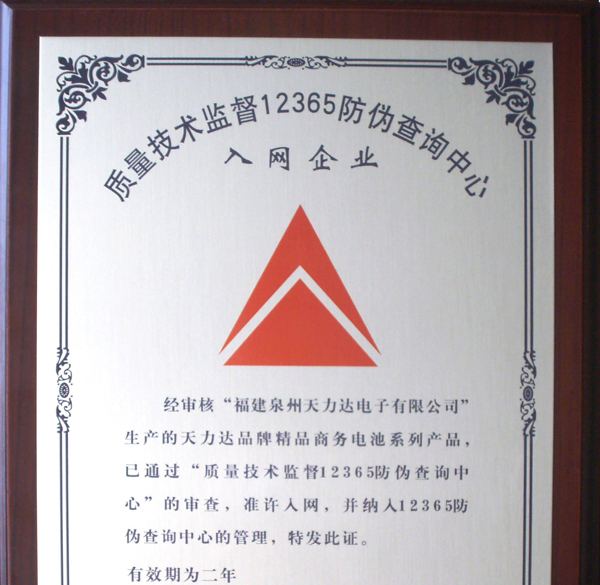 质量技术监督12365防伪查询中心
入网企业
经审核“福建泉州天力达电子有限公司”
生产的天力达品牌精品商务电池系列产品，
已通过“质量技术监督12365防伪查询中
心”的审查，准许入网，并纳入12365防
伪查询中心的管理，特发此证。
有效期为二年